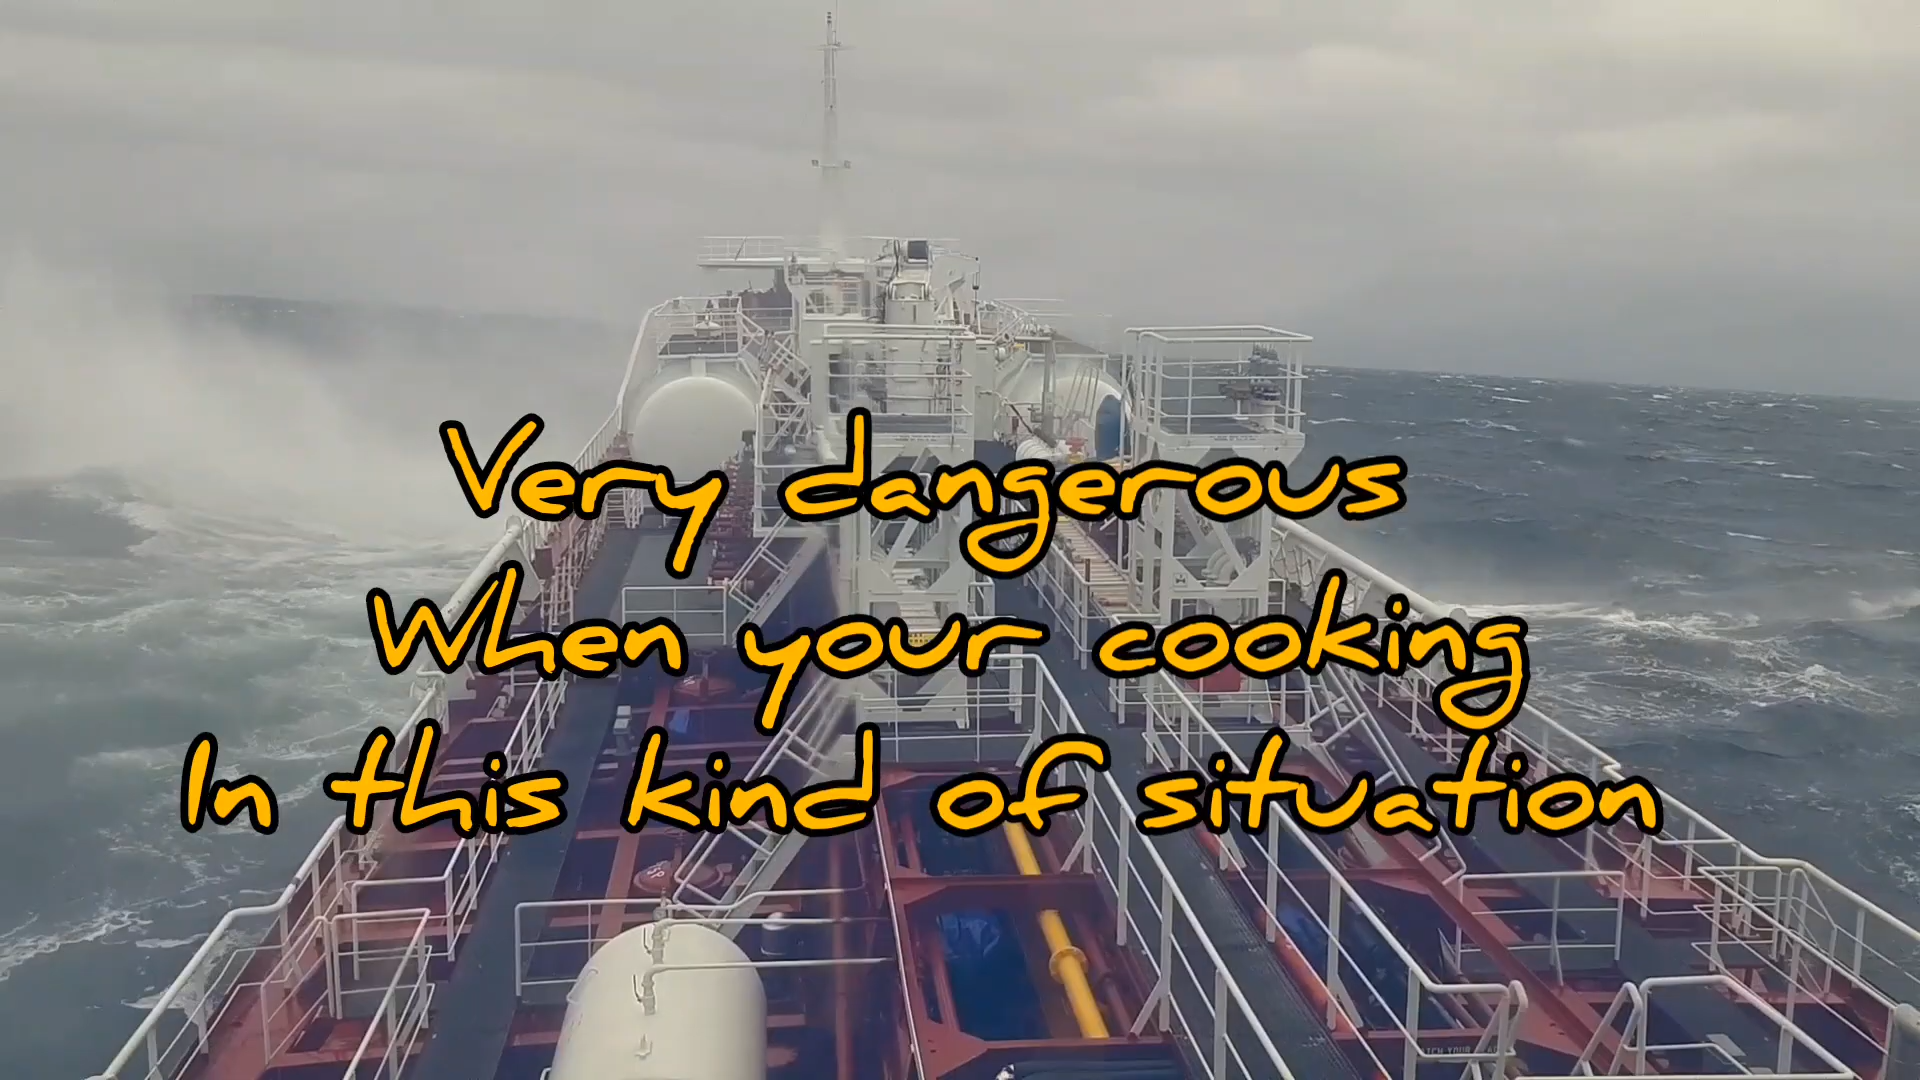 Very dangerous
When your cooking
In this kind of situation